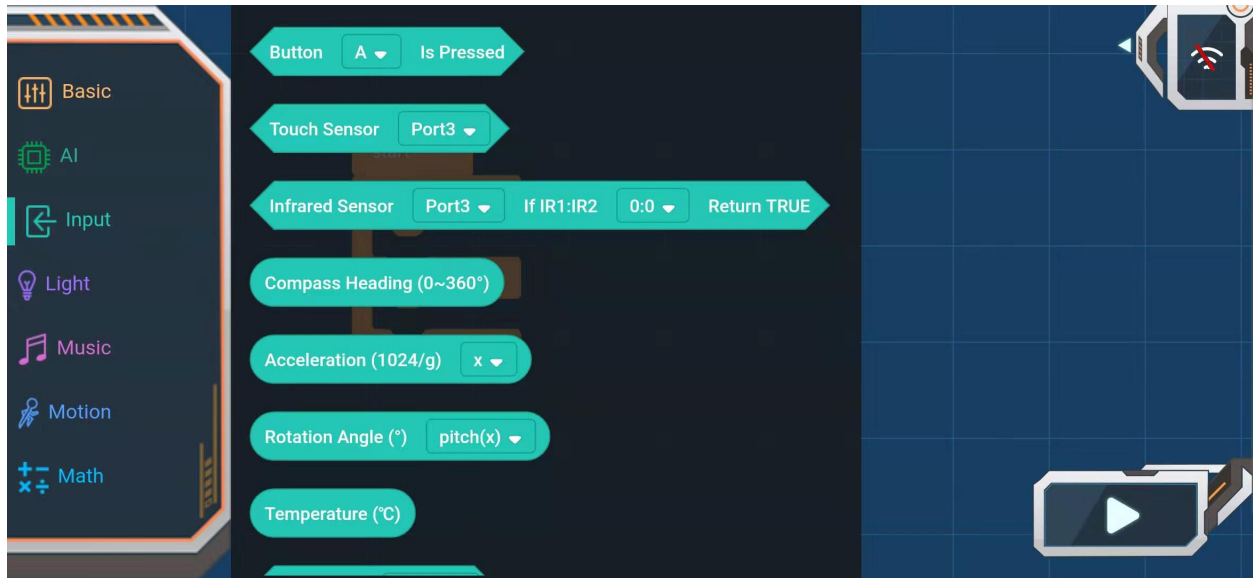 Basic
AI
Input
Light
Music
Motion
Math
Button A Is Pressed
Touch Sensor Port3
start
Infrared Sensor Port3 If IR1:IR2 0:0 Return TRUE
Compass Heading (0~360°)
Acceleration (1024/g) x
Rotation Angle (°) pitch(x)
Temperature (℃)